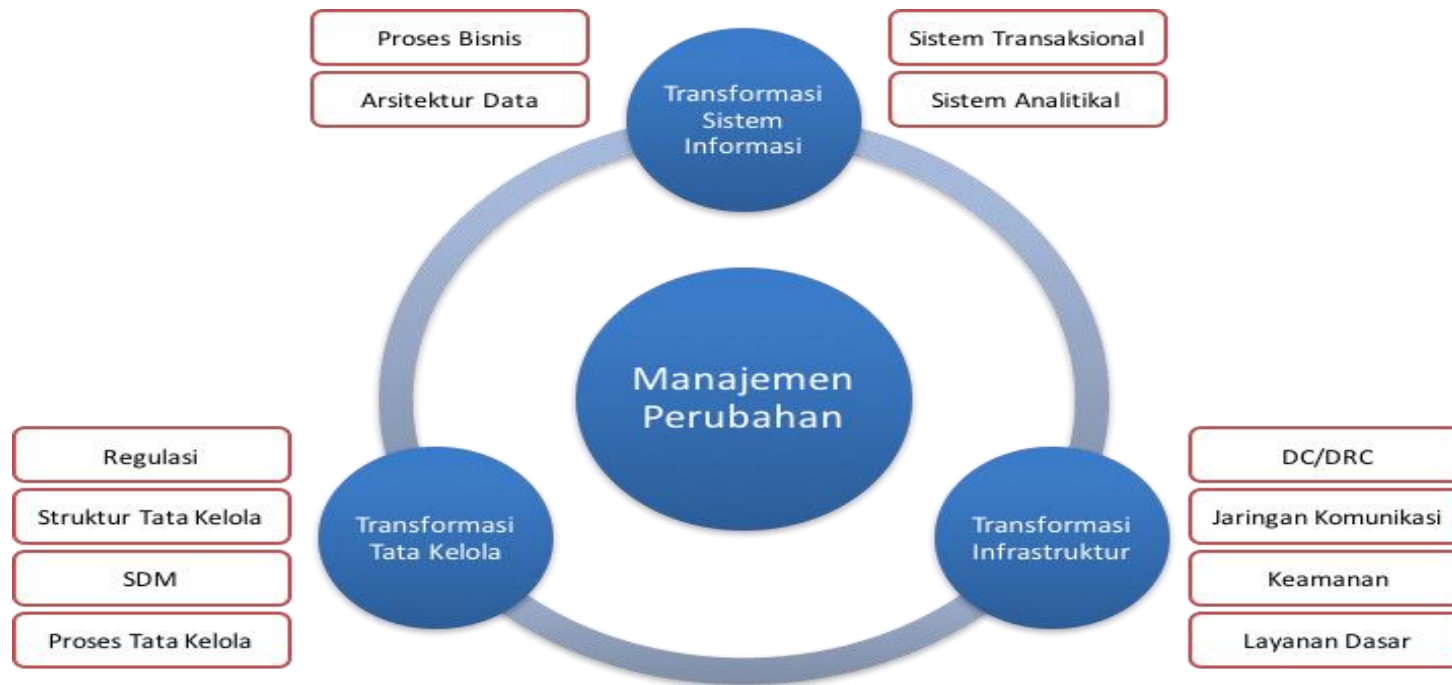 Proses Bisnis
Arsitektur Data
Transformasi
Sistem
Informasi
Sistem Transaksional
Sistem Analitikal
Manajemen
Perubahan
Regulasi
Struktur Tata Kelola
SDM
Proses Tata Kelola
Transformasi
Tata Kelola
Transformasi
Infrastruktur
DC/DRC
Jaringan Komunikasi
Keamanan
Layanan Dasar